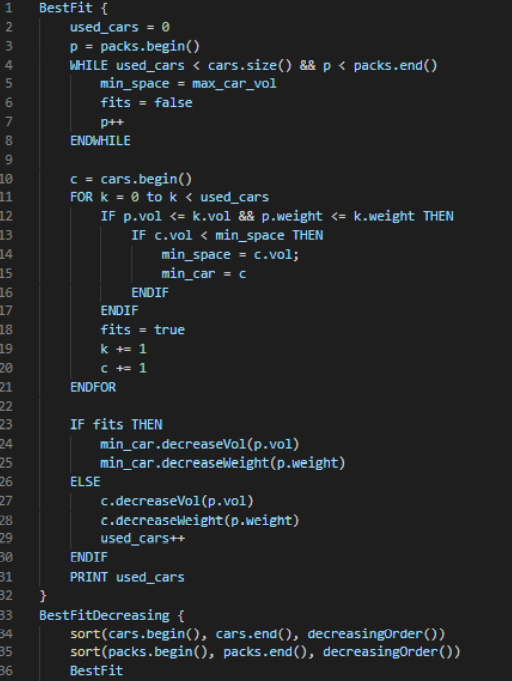 1 BestFit {
2 used_cars = 0
3 p = packs.begin()
4 WHILE used_cars < cars.size() && p < packs.end()
5 min_space = max_car_vol
6 fits = false
7 p++
8 ENDWHILE
9
10 c = cars.begin()
11 FOR k = 0 to k < used_cars
12 IF p.vol <= k.vol && p.weight <= k.weight THEN
13 IF c.vol < min_space THEN
14 min_space = c.vol;
15 min_car = c
16 ENDIF
17 ENDIF
18 fits = true
19 k += 1
20 c += 1
21 ENDFOR
22
23 IF fits THEN
24 min_car.decreaseVol(p.vol)
25 min_car.decreaseWeight(p.weight)
26 ELSE
27 c.decreaseVol(p.vol)
28 c.decreaseWeight(p.weight)
29 used_cars++
30 ENDIF
31 PRINT used_cars
32 }
33 BestFitDecreasing {
34 sort(cars.begin(), cars.end(), decreasingOrder())
35 sort(packs.begin(), packs.end(), decreasingOrder())
36 BestFit